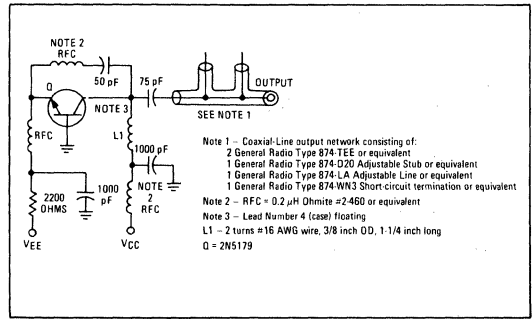 NOTE 2
RFC
50 pF
75 pF
OUTPUT
Q
NOTE 3
SEE NOTE 1
RFC
L1
1000 pF
1000
pF
NOTE
2
RFC
2200
OHMS
VEE
VCC
Note 1 – Coaxial-Line output network consisting of:
2 General Radio Type 874-TEE or equivalent
1 General Radio Type 874-D20 Adjustable Stub or equivalent
1 General Radio Type 874-LA Adjustable Line or equivalent
1 General Radio Type 874-WN3 Short-circuit termination or equivalent
Note 2 – RFC = 0.2 μH Ohmite #2-460 or equivalent
Note 3 – Lead Number 4 (case) floating
L1 – 2 turns #16 AWG wire, 3/8 inch OD, 1-1/4 inch long
Q = 2N5179